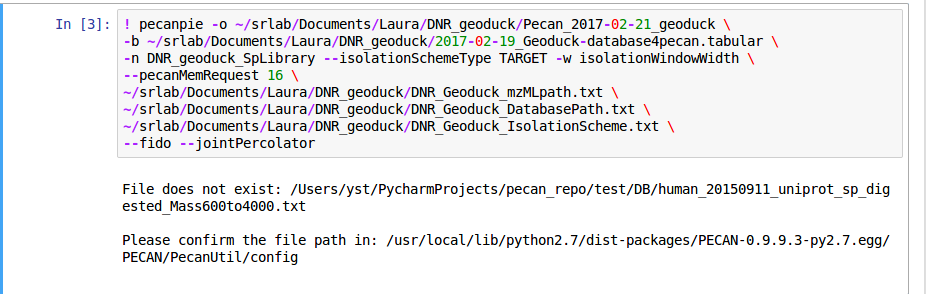 In [3]: ! pecanpie -o ~/srlab/Documents/Laura/DNR_geoduck/Pecan_2017-02-21_geoduck \
-b ~/srlab/Documents/Laura/DNR_geoduck/2017-02-19_Geoduck-database4pecan.tabular \
-n DNR_geoduck_SpLibrary --isolationSchemeType TARGET -w isolationWindowWidth \
--pecanMemRequest 16 \
~/srlab/Documents/Laura/DNR_geoduck/DNR_Geoduck_mzMLpath.txt \
~/srlab/Documents/Laura/DNR_geoduck/DNR_Geoduck_DatabasePath.txt \
~/srlab/Documents/Laura/DNR_geoduck/DNR_Geoduck_IsolationScheme.txt \
--fido --jointPercolator
File does not exist: /Users/yst/PycharmProjects/pecan_repo/test/DB/human_20150911_uniprot_sp_dig
ested_Mass600to4000.txt
Please confirm the file path in: /usr/local/lib/python2.7/dist-packages/PECAN-0.9.9.3-py2.7.egg/
PECAN/PecanUtil/config